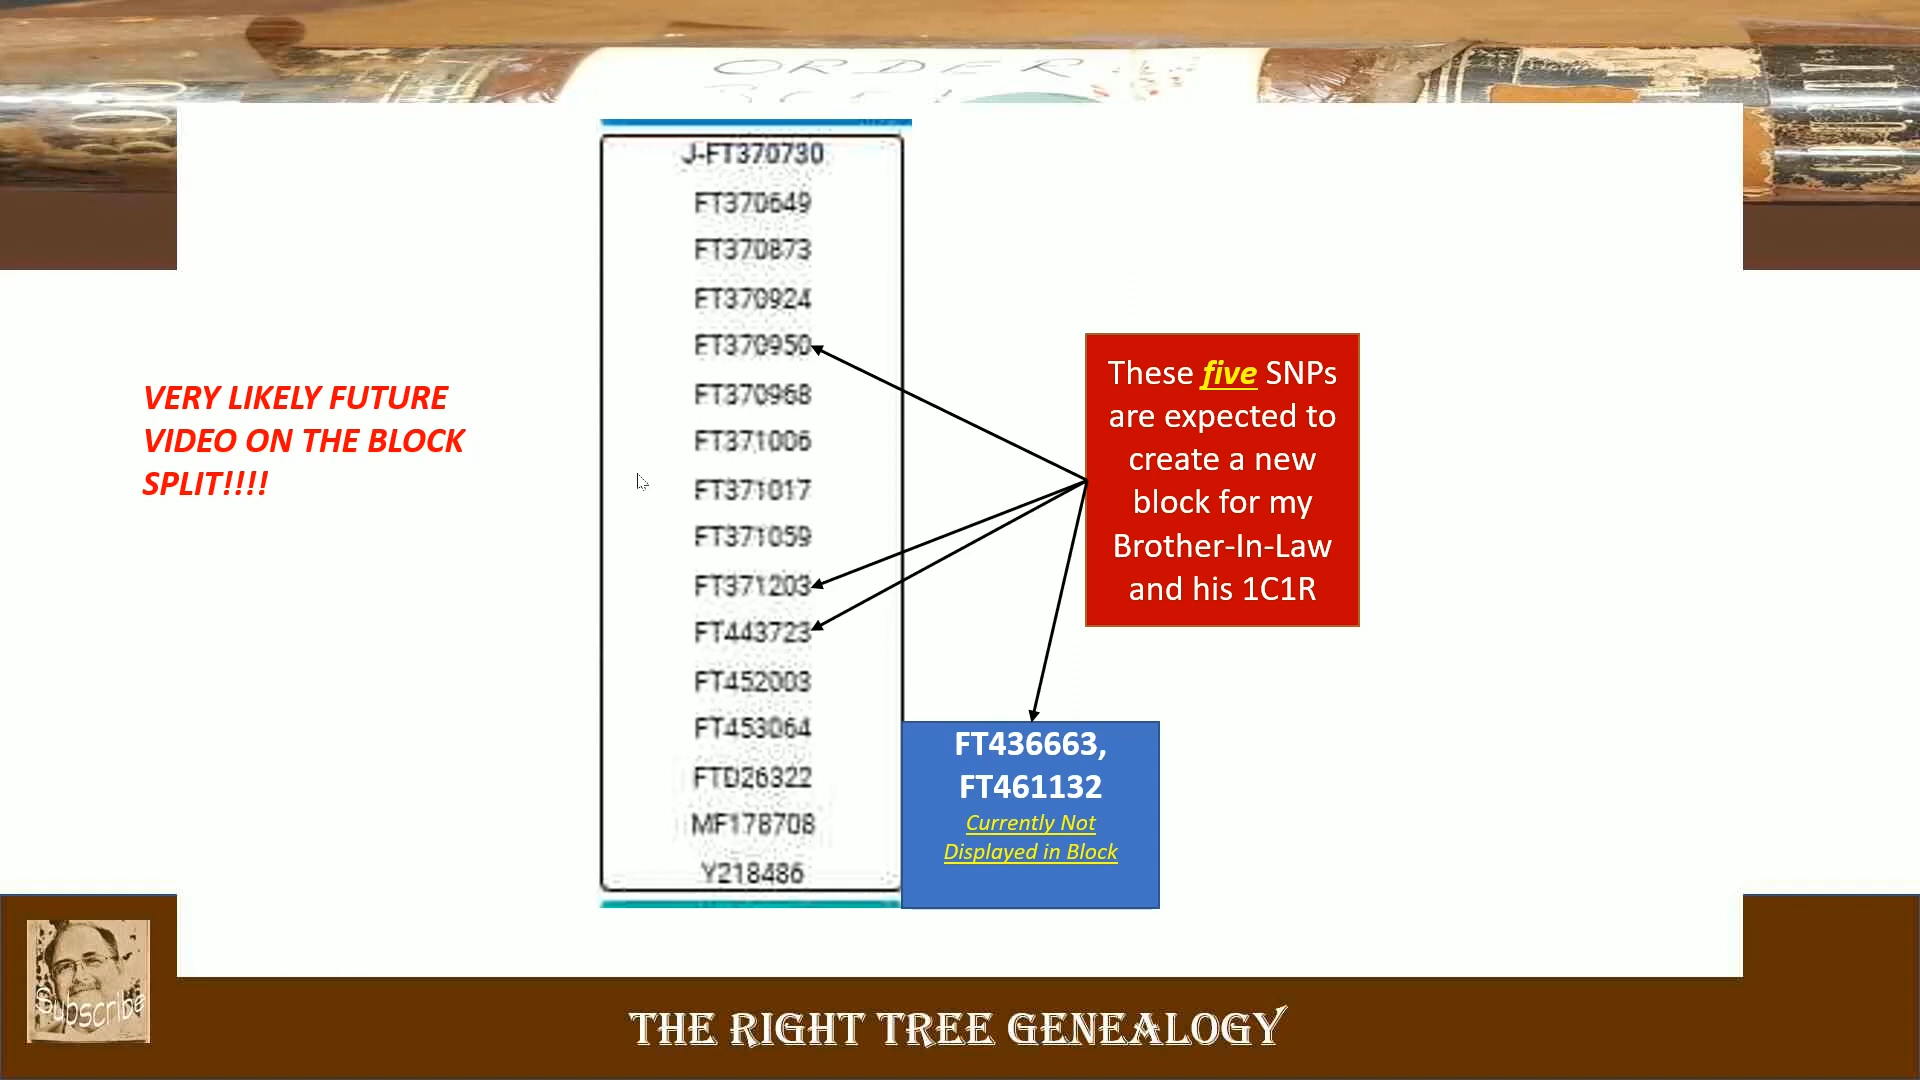 ORDER
J-FT370730
FT370649
FT370873
FT370924
FT370950
FT370968
FT371006
FT371017
FT371059
FT371203
FT443723
FT452003
FT453064
FTD26322
MF178708
Y218486
VERY LIKELY FUTURE
VIDEO ON THE BLOCK
SPLIT!!!!
These five SNPs
are expected to
create a new
block for my
Brother-In-Law
and his 1C1R
FT436663,
FT461132
Currently Not
Displayed in Block
Subscribe
THE RIGHT TREE GENEALOGY